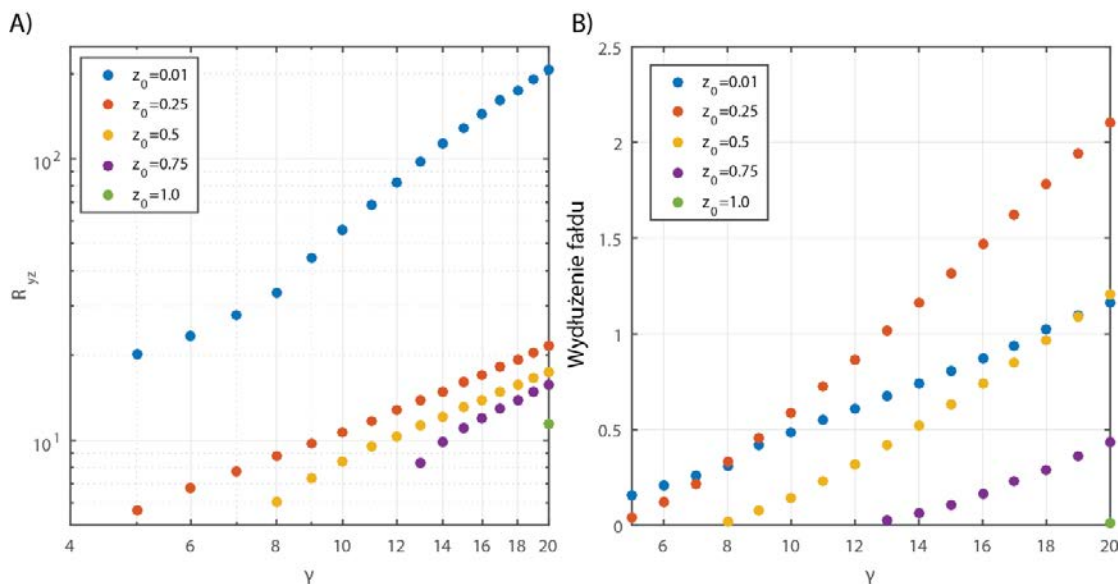 A)
z0=0.01
z0=0.25
z0=0.5
z0=0.75
z0=1.0
10^2
10^1
R yz
4 6 8 10 12 14 16 18 20
γ
B)
2.5
2
1.5
1
0.5
0
z0=0.01
z0=0.25
z0=0.5
z0=0.75
z0=1.0
Wydłużenie fałdu
6 8 10 12 14 16 18 20
γ